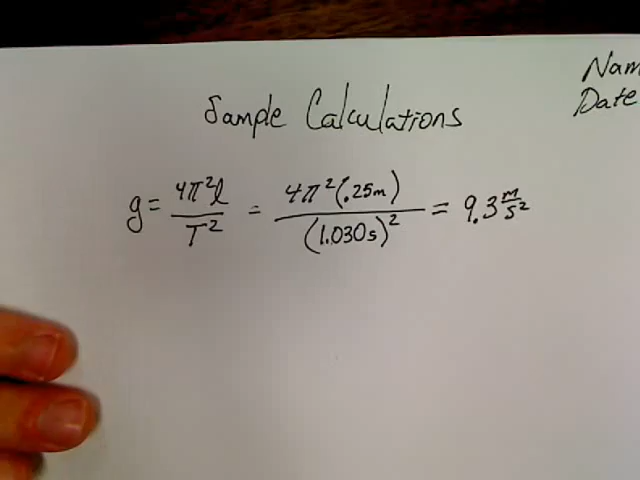 Nam
Date
Sample Calculations
g = 4π²l / T² = 4π²(.25m) / (1.030s)² = 9.3 m/s²